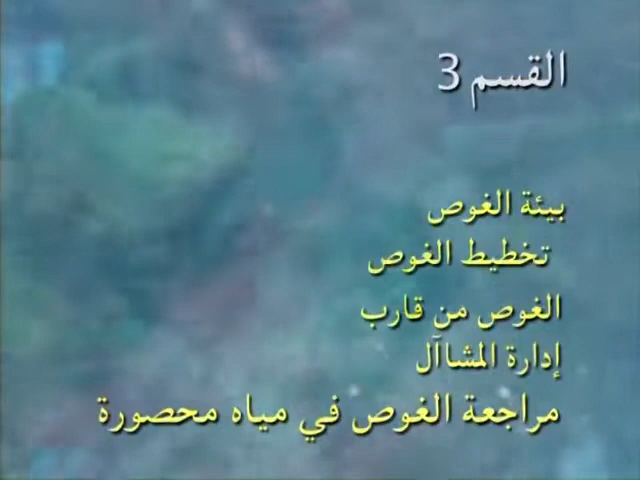 القسم 3
بيئة الغوص
تخطيط الغوص
الغوص من قارب
إدارة المشاآل
مراجعة الغوص في مياه محصورة